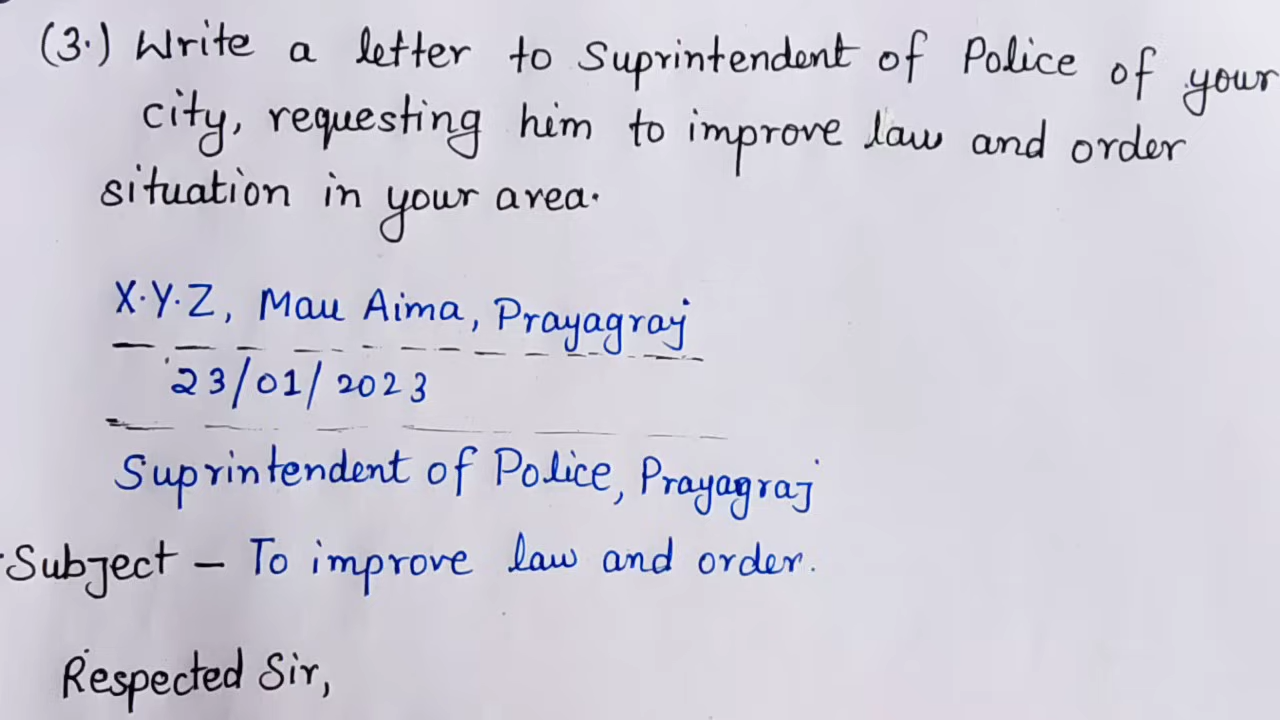 (3.) Write a letter to Suprintendent of Police of your
city, requesting him to improve law and order
situation in your area.
X.Y.Z, Mau Aima, Prayagraj
23/01/2023
Suprintendent of Police, Prayagraj
Subject – To improve law and order.
Respected Sir,